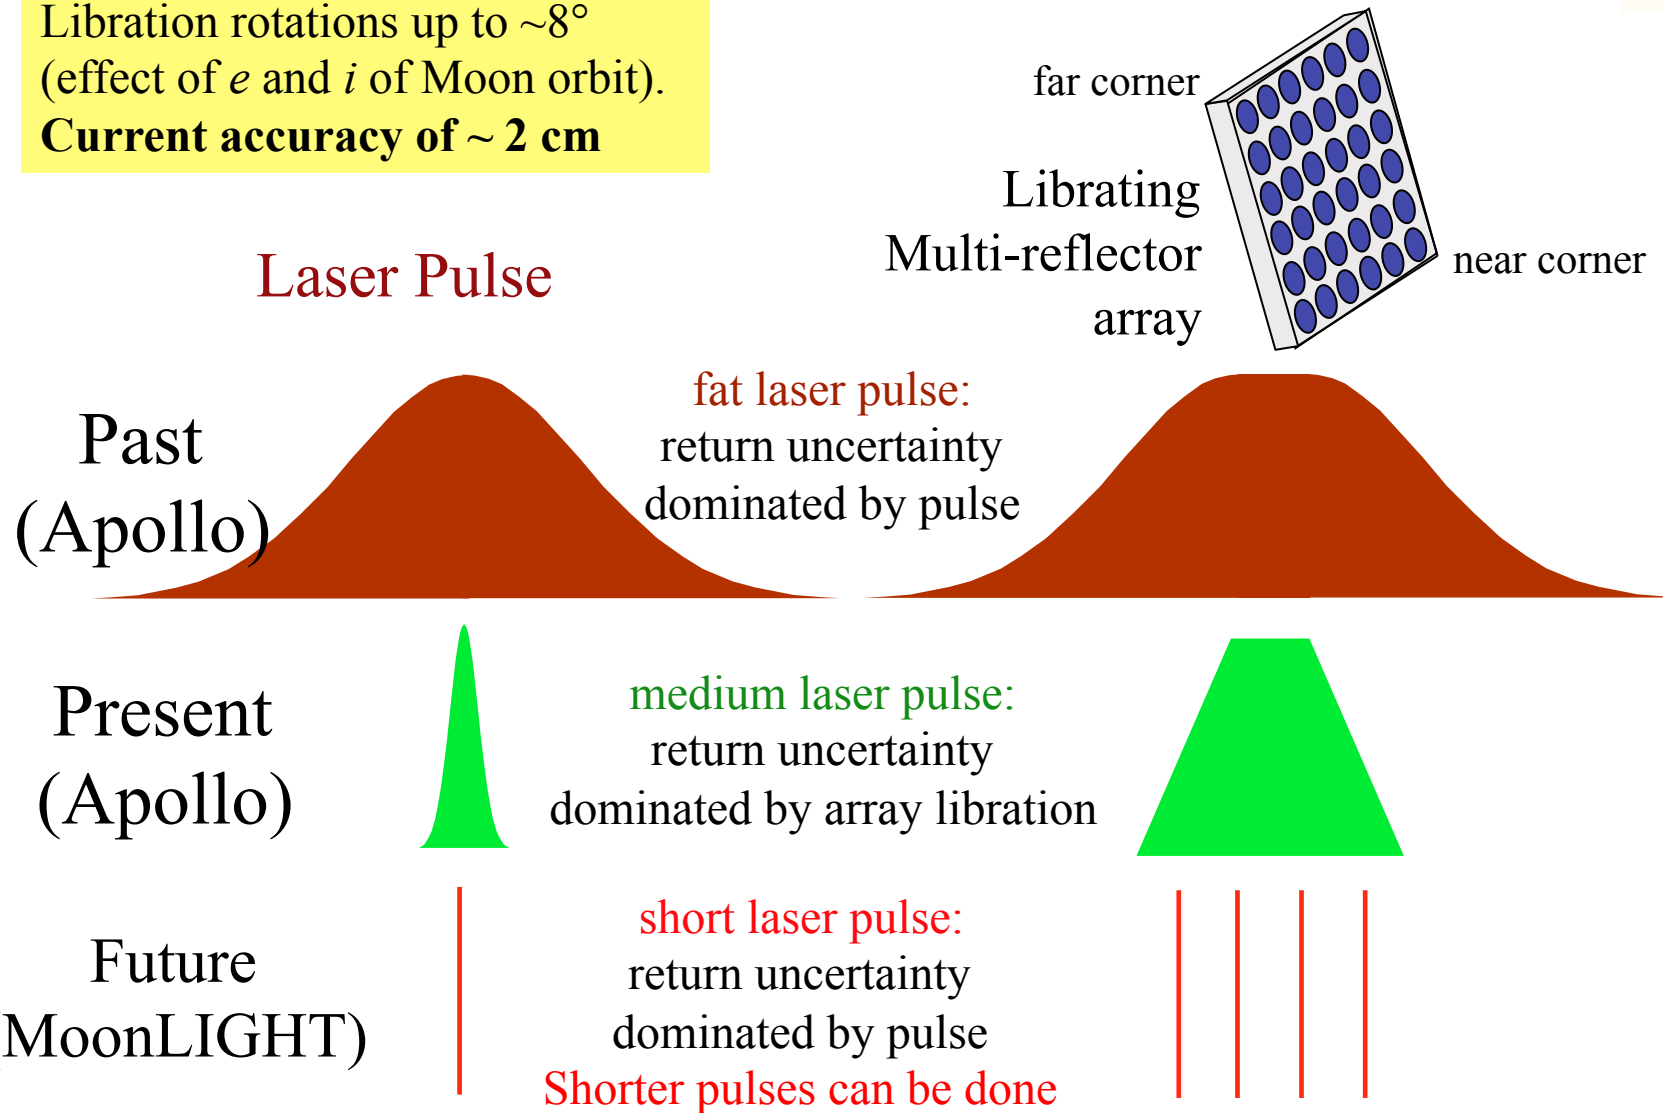 Libration rotations up to ~8°
(effect of e and i of Moon orbit).
Current accuracy of ~ 2 cm
far corner
Librating
Multi-reflector
array
near corner
Laser Pulse
Past
(Apollo)
fat laser pulse:
return uncertainty
dominated by pulse
Present
(Apollo)
medium laser pulse:
return uncertainty
dominated by array libration
Future
MoonLIGHT)
short laser pulse:
return uncertainty
dominated by pulse
Shorter pulses can be done